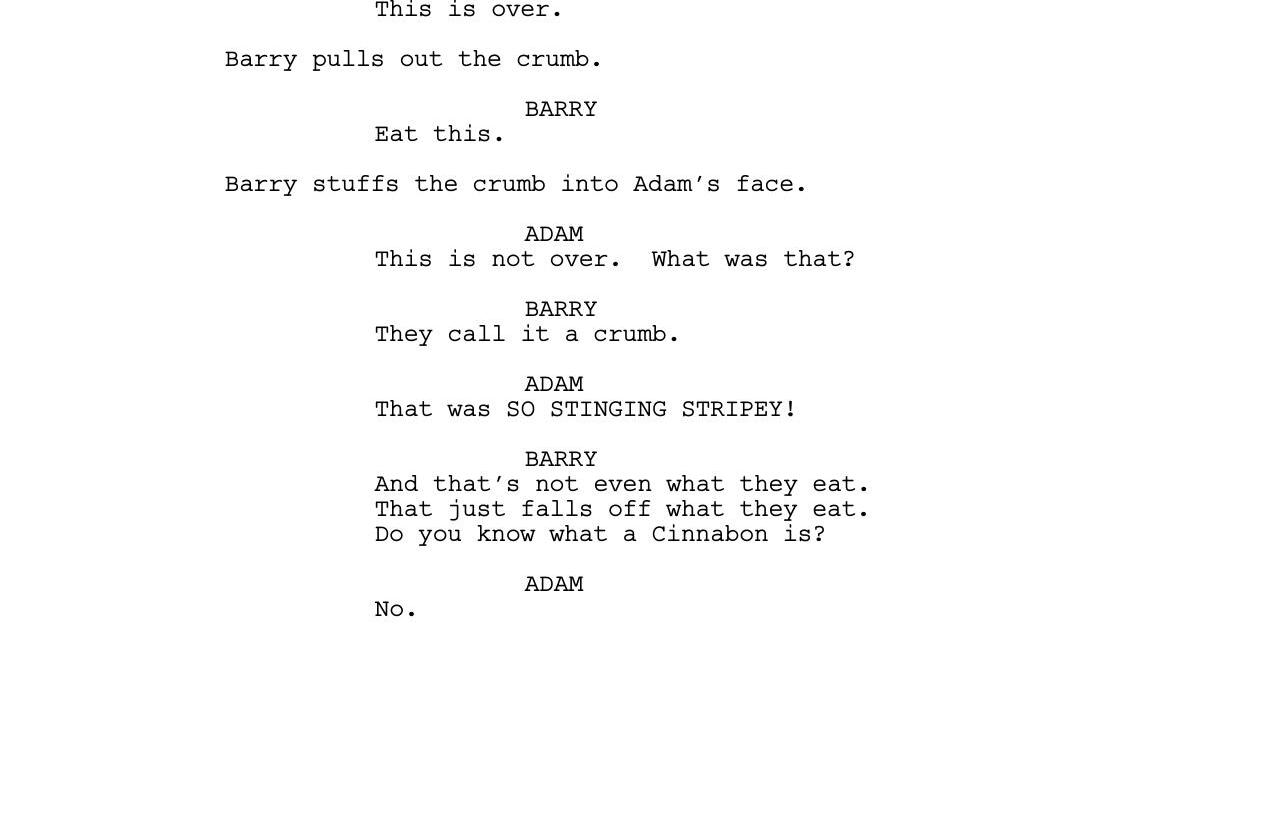 This is over.
Barry pulls out the crumb.
BARRY
Eat this.
Barry stuffs the crumb into Adam's face.
ADAM
This is not over.  What was that?
BARRY
They call it a crumb.
ADAM
That was SO STINGING STRIPEY!
BARRY
And that's not even what they eat.
That just falls off what they eat.
Do you know what a Cinnabon is?
ADAM
No.